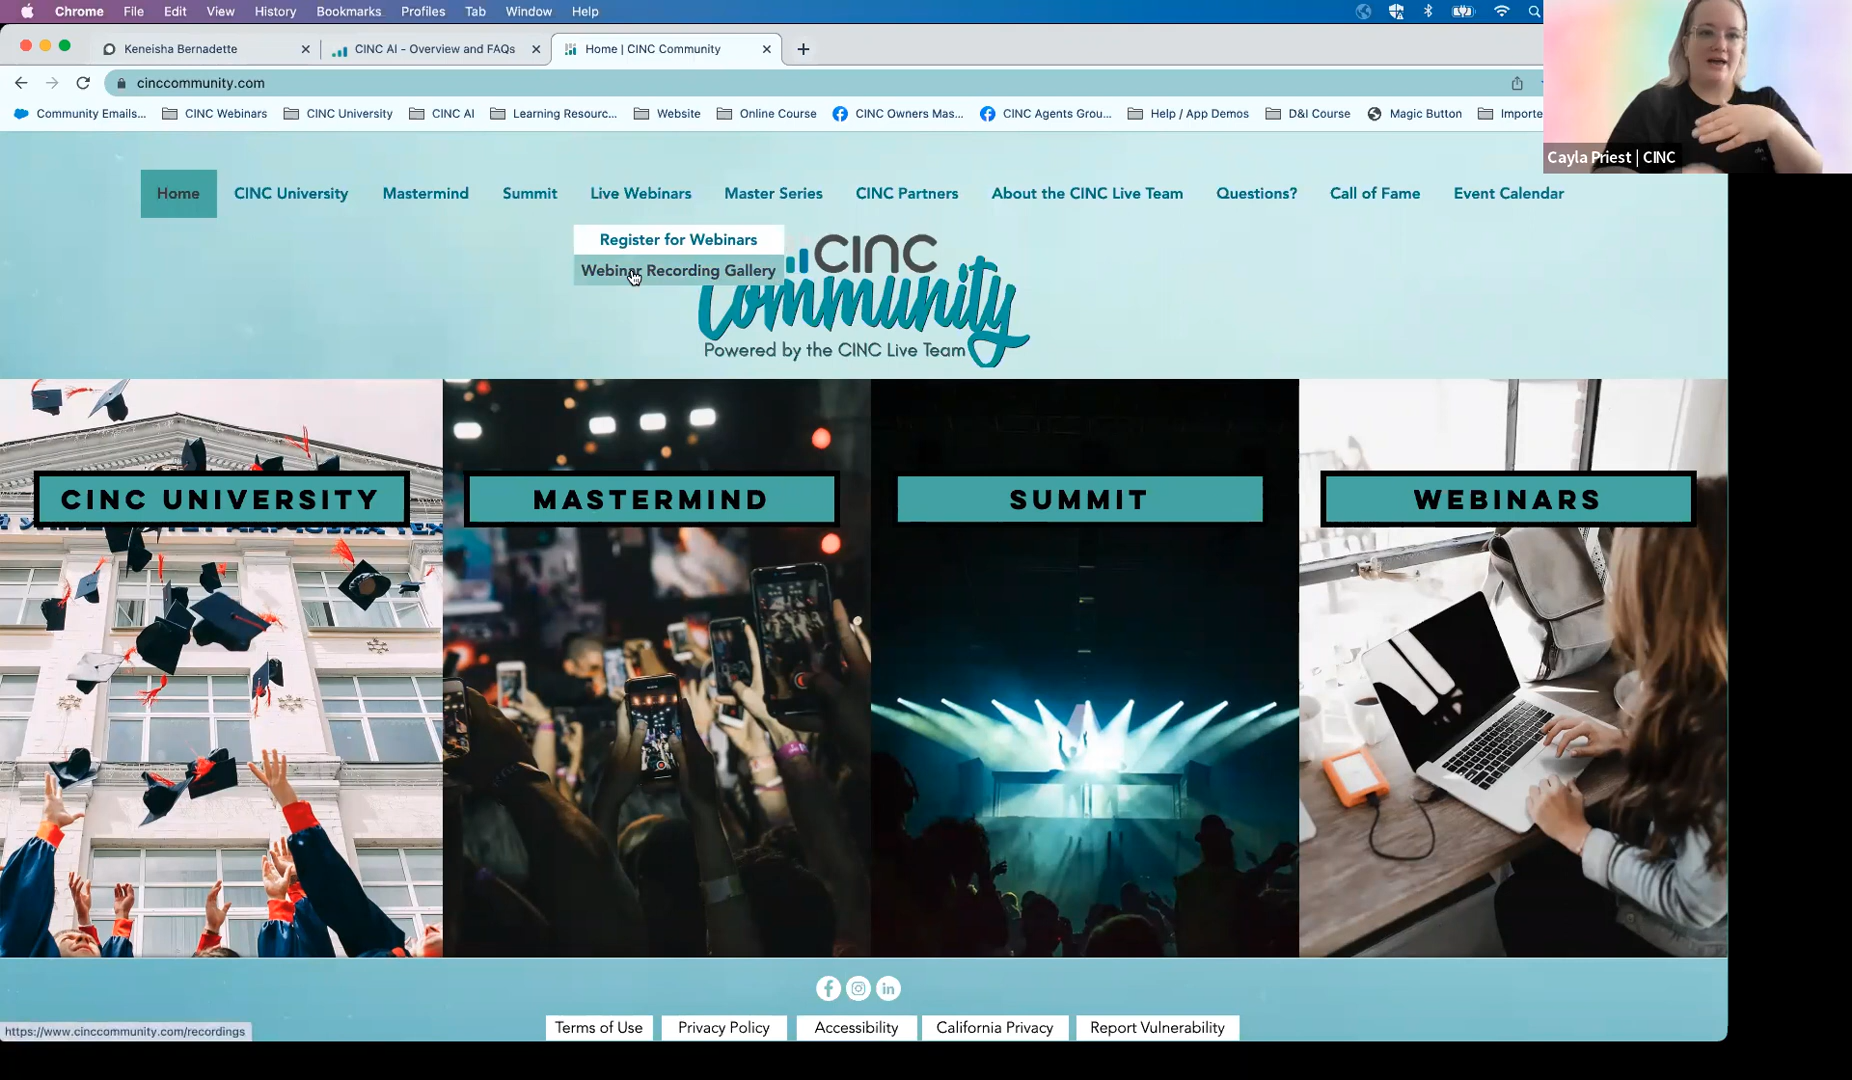 Chrome File Edit View History Bookmarks Profiles Tab Window Help
Keneisha Bernadette
CINC AI - Overview and FAQs
Home | CINC Community
cinccommunity.com
Community Emails... CINC Webinars CINC University CINC AI Learning Resourc... Website Online Course CINC Owners Mas... CINC Agents Grou... Help / App Demos D&I Course Magic Button Importe
Cayla Priest | CINC
Home CINC University Mastermind Summit Live Webinars Master Series CINC Partners About the CINC Live Team Questions? Call of Fame Event Calendar
Register for Webinars
Webinar Recording Gallery
CINC
Community
Powered by the CINC Live Team
CINC UNIVERSITY
MASTERMIND
SUMMIT
WEBINARS
https://www.cinccommunity.com/recordings
Terms of Use Privacy Policy Accessibility California Privacy Report Vulnerability